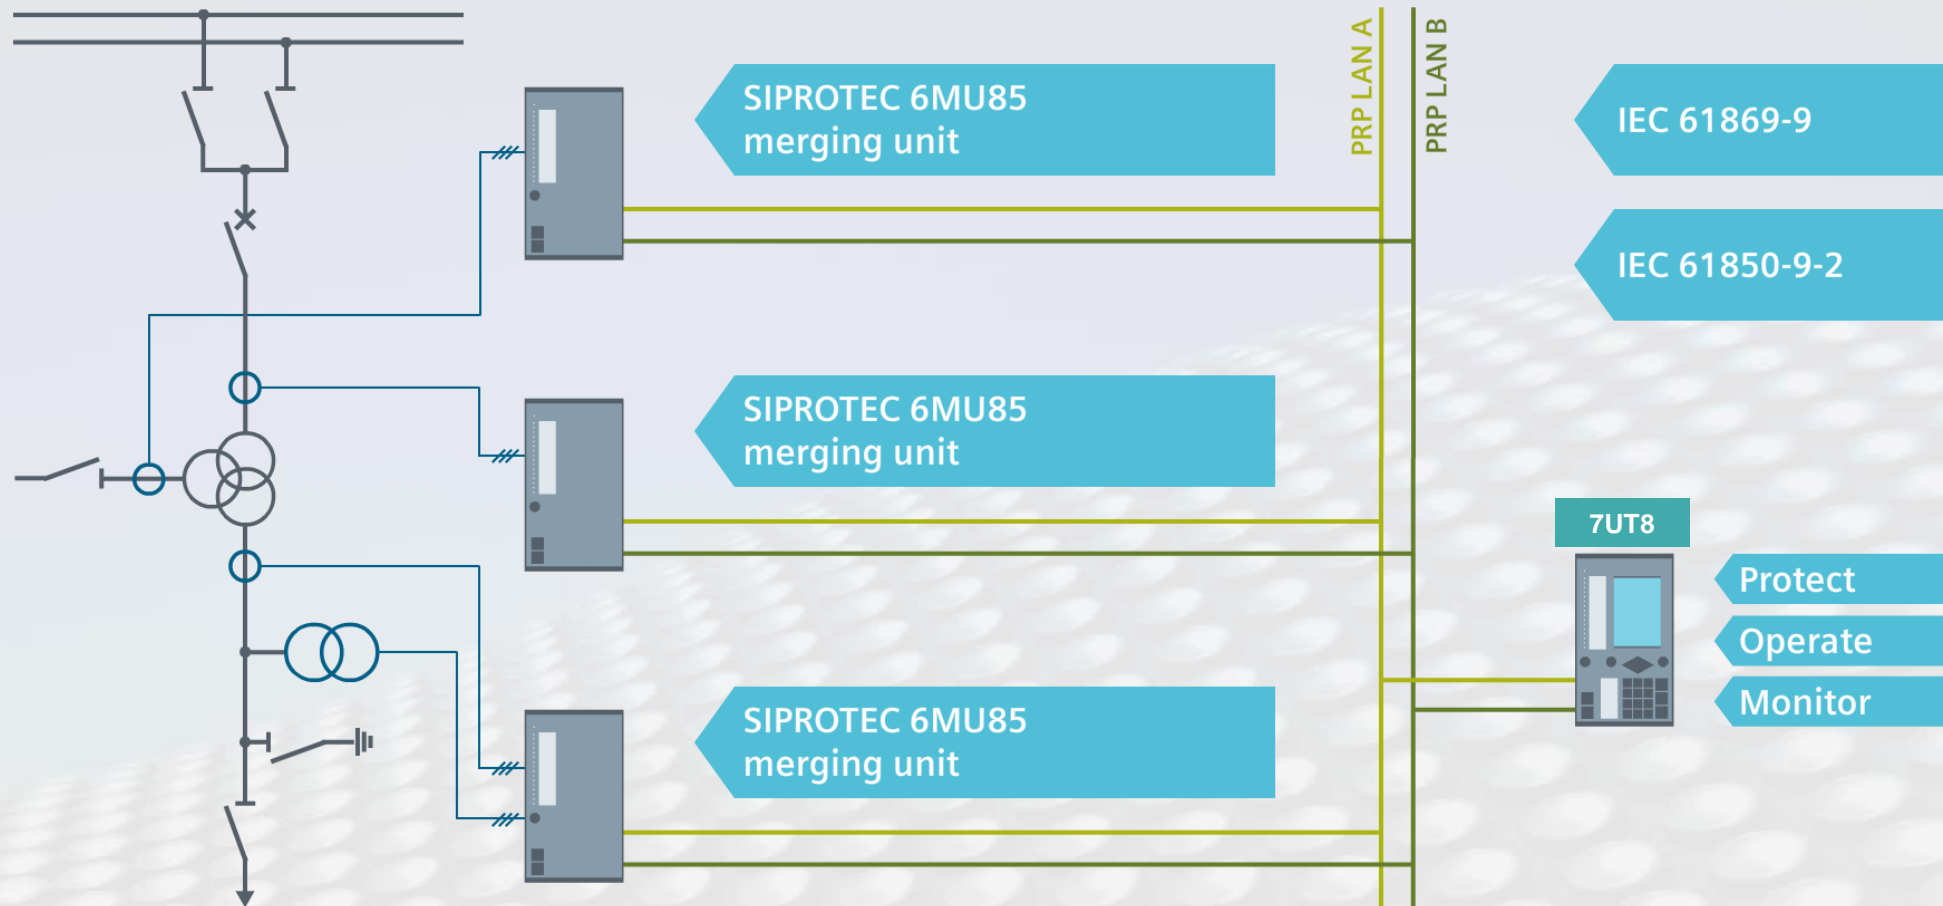 PRP LAN A
PRP LAN B
SIPROTEC 6MU85
merging unit
IEC 61869-9
IEC 61850-9-2
SIPROTEC 6MU85
merging unit
7UT8
Protect
Operate
Monitor
SIPROTEC 6MU85
merging unit